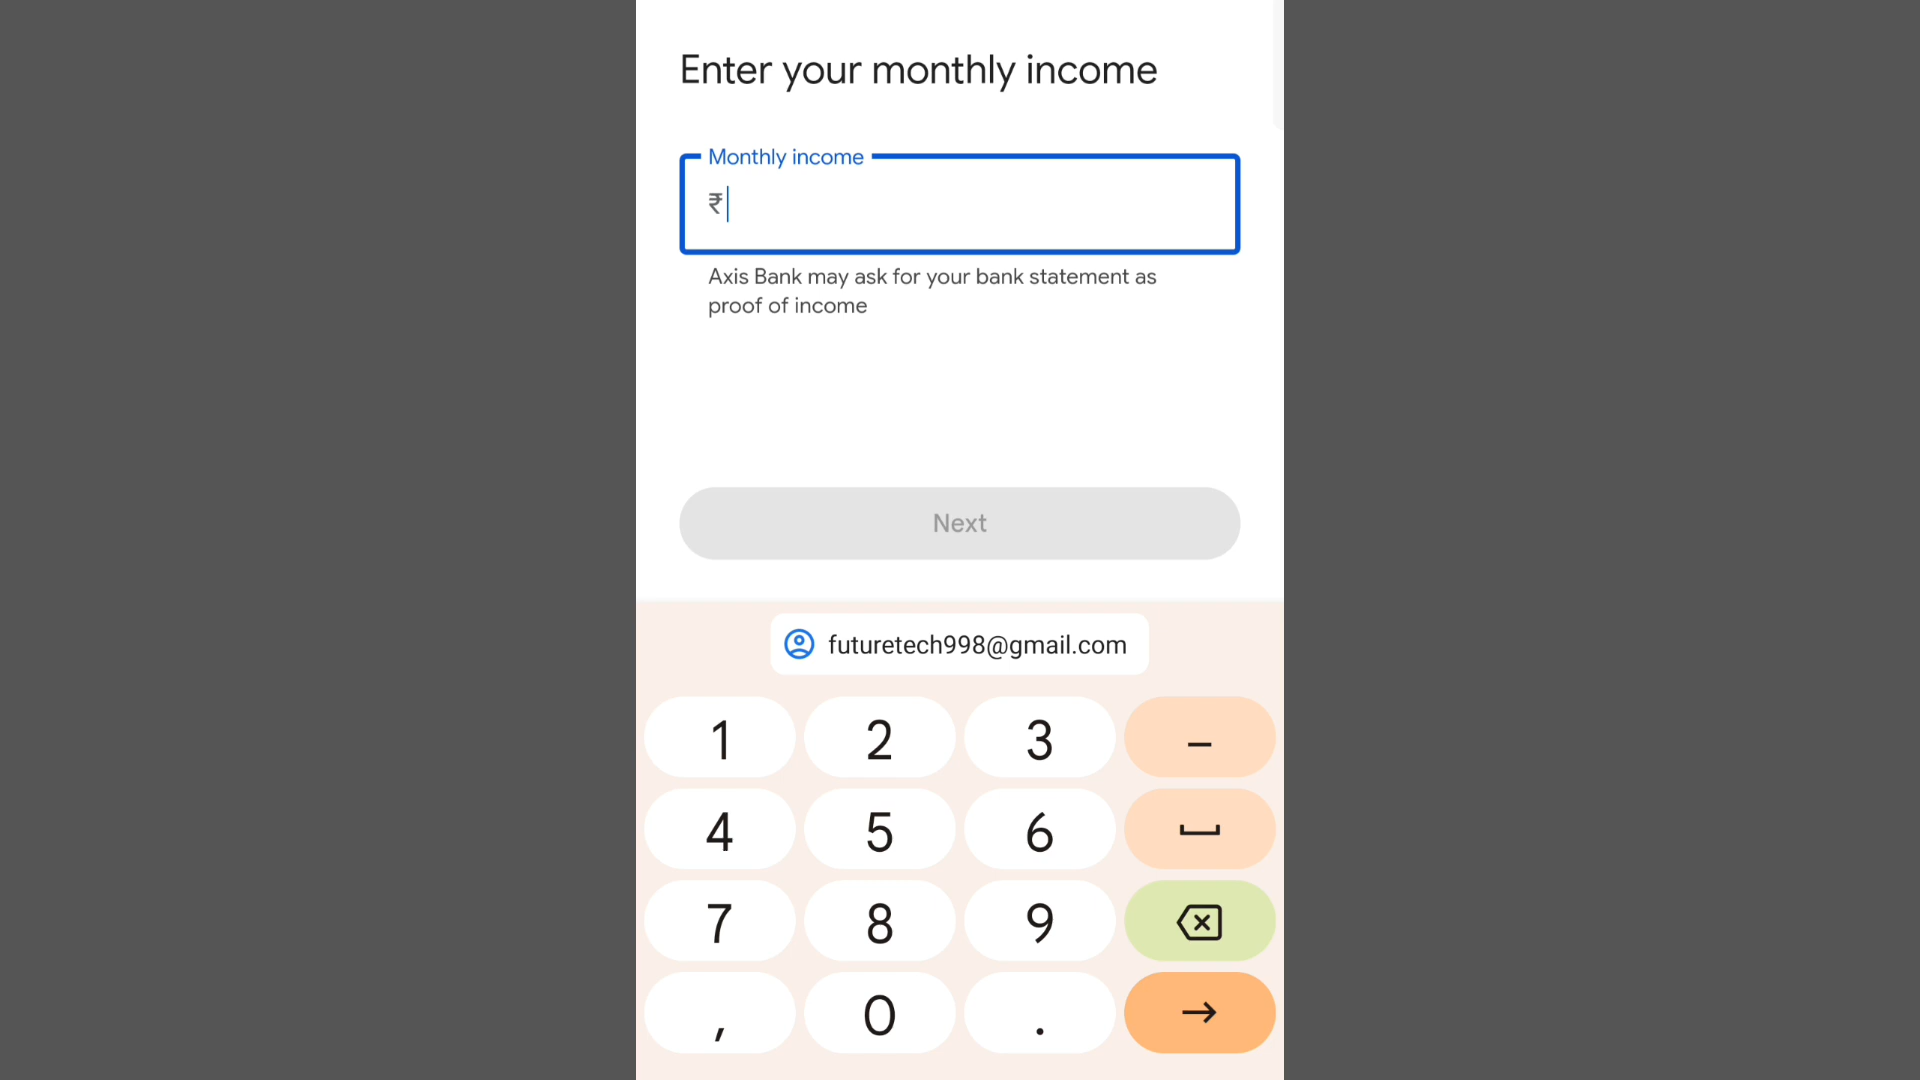 Enter your monthly income
Monthly income
₹
Axis Bank may ask for your bank statement as
proof of income
Next
futuretech998@gmail.com
1 2 3 –
4 5 6
7 8 9
, 0 .